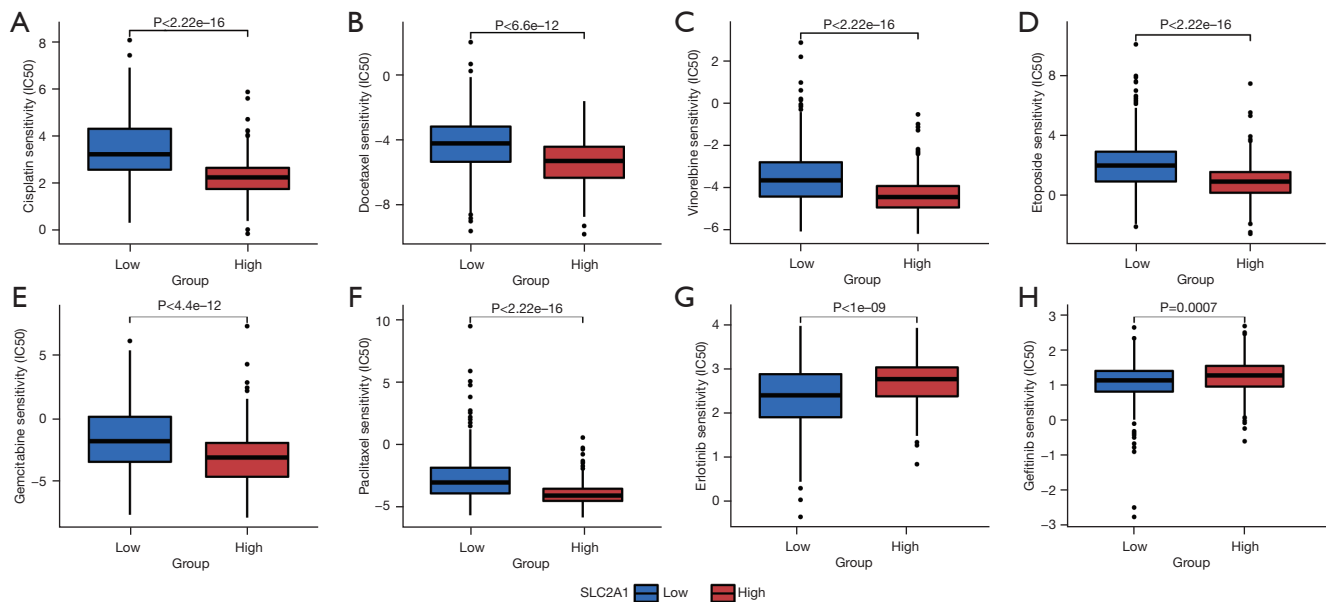 A
P<2.22e–16
Cisplatin sensitivity (IC50)
8
6
4
2
0
Low
High
Group
B
P<6.6e–12
Docetaxel sensitivity (IC50)
0
−4
−8
Low
High
Group
C
P<2.22e–16
Vinorelbine sensitivity (IC50)
2
0
−2
−4
−6
Low
High
Group
D
P<2.22e–16
Etoposide sensitivity (IC50)
8
4
0
Low
High
Group
E
P<4.4e–12
Gemcitabine sensitivity (IC50)
5
0
−5
Low
High
Group
F
P<2.22e–16
Paclitaxel sensitivity (IC50)
10
5
0
−5
Low
High
Group
G
P<1e–09
Erlotinib sensitivity (IC50)
4
3
2
1
0
Low
High
Group
H
P=0.0007
Gefitinib sensitivity (IC50)
3
2
1
0
−1
−2
−3
Low
High
Group
SLC2A1 Low High